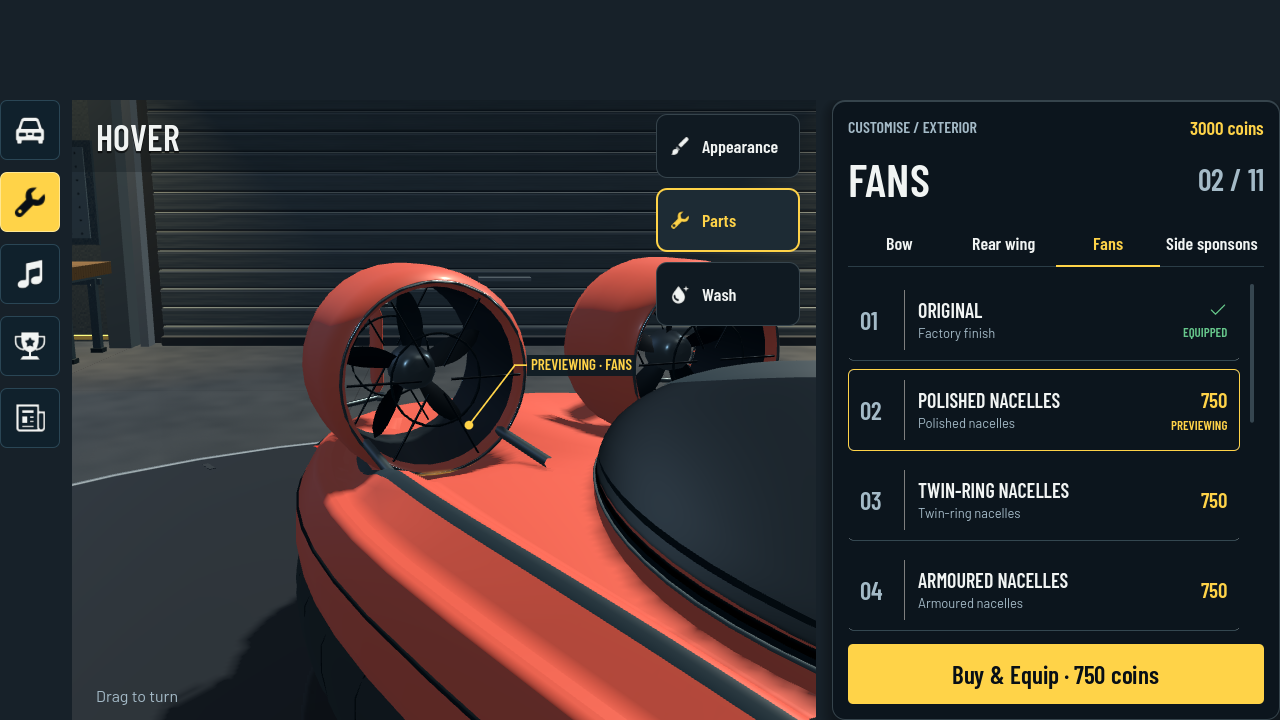 HOVER
Appearance
Parts
Wash
PREVIEWING · FANS
Drag to turn
CUSTOMISE / EXTERIOR
3000 coins
FANS
02 / 11
Bow
Rear wing
Fans
Side sponsons
01
ORIGINAL
Factory finish
EQUIPPED
02
POLISHED NACELLES
Polished nacelles
750
PREVIEWING
03
TWIN-RING NACELLES
Twin-ring nacelles
750
04
ARMOURED NACELLES
Armoured nacelles
750
Buy & Equip · 750 coins